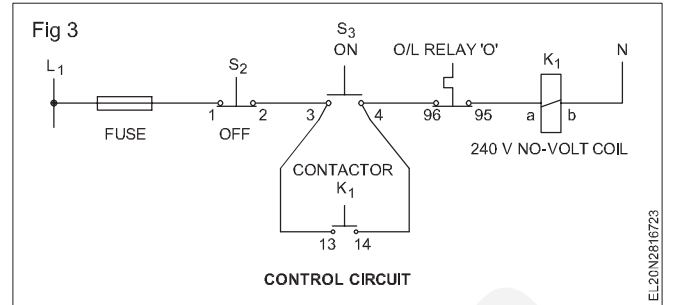 Fig 3
S3
ON
O/L RELAY 'O'
K1
N
L1
S2
FUSE
1 2
OFF
3 4
96 95
a b
240 V NO-VOLT COIL
CONTACTOR
K1
13 14
CONTROL CIRCUIT
EL20N2816723